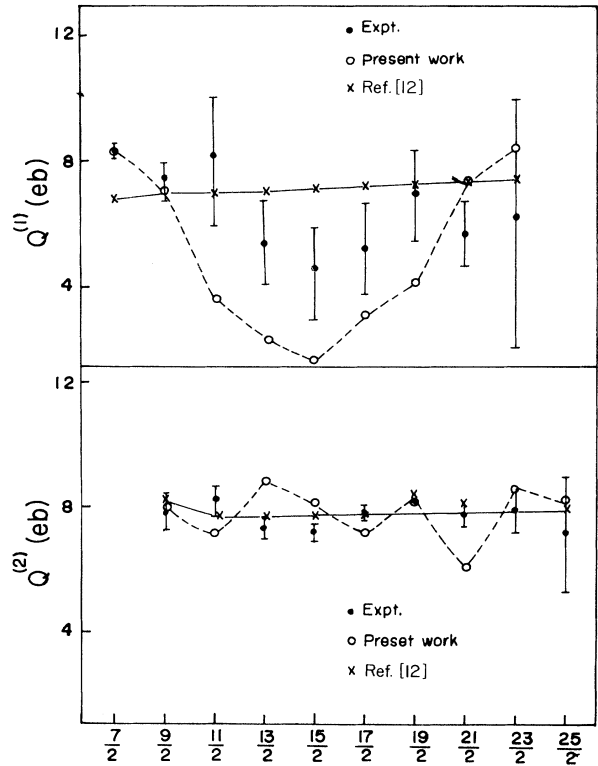 12
8
4
Q(1) (eb)
• Expt.
o Present work
x Ref. [12]
12
8
4
Q(2) (eb)
• Expt.
o Preset work
x Ref. [12]
7/2 9/2 11/2 13/2 15/2 17/2 19/2 21/2 23/2 25/2